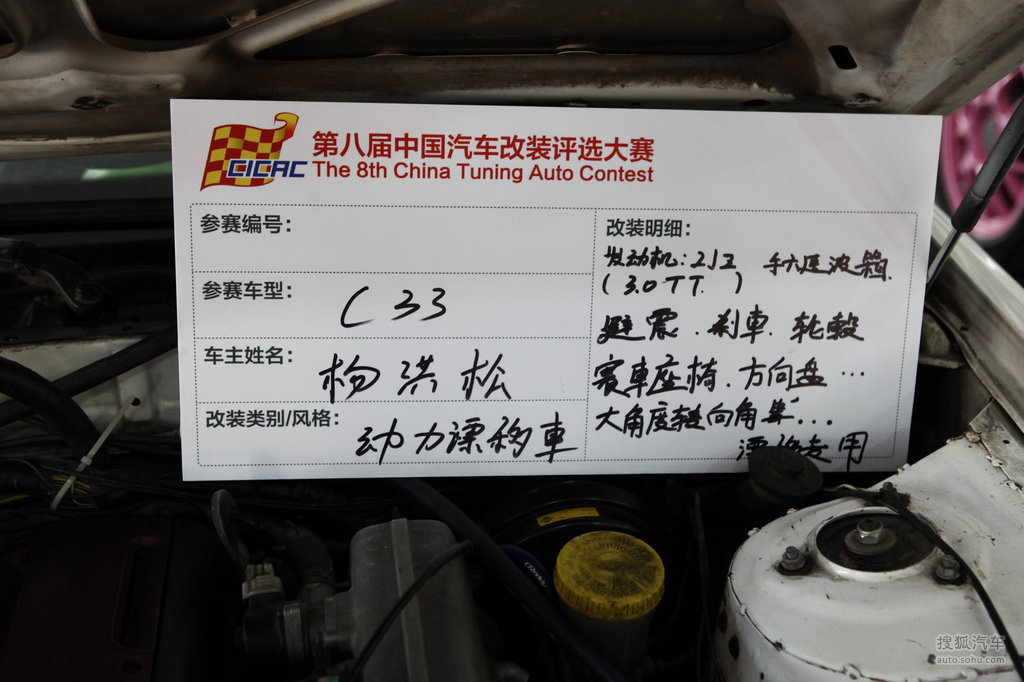 CICAC
第八届中国汽车改装评选大赛
The 8th China Tuning Auto Contest
参赛编号：
参赛车型：
C33
车主姓名：
杨洪松
改装类别/风格：
动力漂移車
改装明细：
发动机：2JZ 手六速波箱.
(3.0 TT.)
避震.刹車.轮毂
赛車座椅.方向盘…
大角度转向角…
漂移专用
搜狐汽车
auto.sohu.com